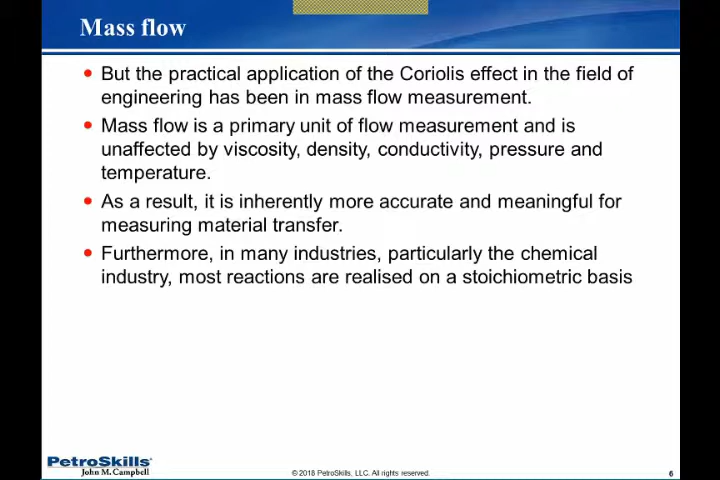 Mass flow
But the practical application of the Coriolis effect in the field of
engineering has been in mass flow measurement.
Mass flow is a primary unit of flow measurement and is
unaffected by viscosity, density, conductivity, pressure and
temperature.
As a result, it is inherently more accurate and meaningful for
measuring material transfer.
Furthermore, in many industries, particularly the chemical
industry, most reactions are realised on a stoichiometric basis
PetroSkills
John M. Campbell
© 2018 PetroSkills, LLC. All rights reserved.
6